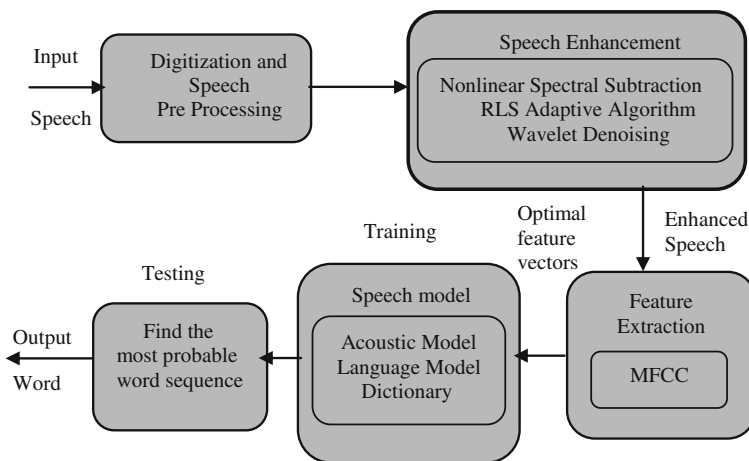 Input
Speech
Digitization and
Speech
Pre Processing
Speech Enhancement
Nonlinear Spectral Subtraction
RLS Adaptive Algorithm
Wavelet Denoising
Enhanced
Speech
Optimal
feature
vectors
Feature
Extraction
MFCC
Training
Speech model
Acoustic Model
Language Model
Dictionary
Testing
Find the
most probable
word sequence
Output
Word